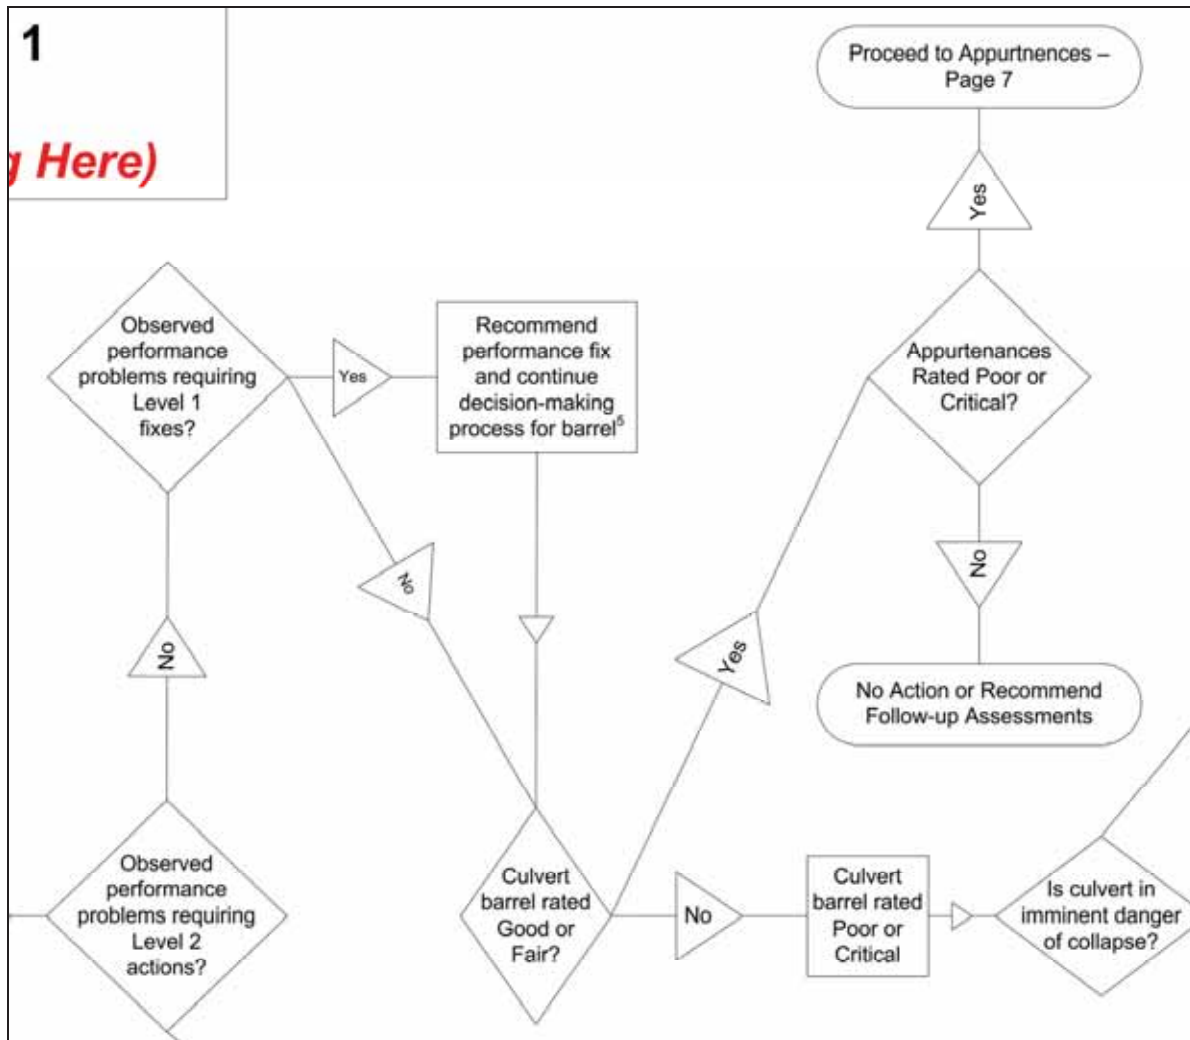 1
g Here)
Proceed to Appurtnences –
Page 7
Yes
Appurtenances
Rated Poor or
Critical?
No
No Action or Recommend
Follow-up Assessments
Observed
performance
problems requiring
Level 1
fixes?
Yes
Recommend
performance fix
and continue
decision-making
process for barrel⁵
No
Yes
No
Observed
performance
problems requiring
Level 2
actions?
Culvert
barrel rated
Good or
Fair?
No
Culvert
barrel rated
Poor or
Critical
Is culvert in
imminent danger
of collapse?